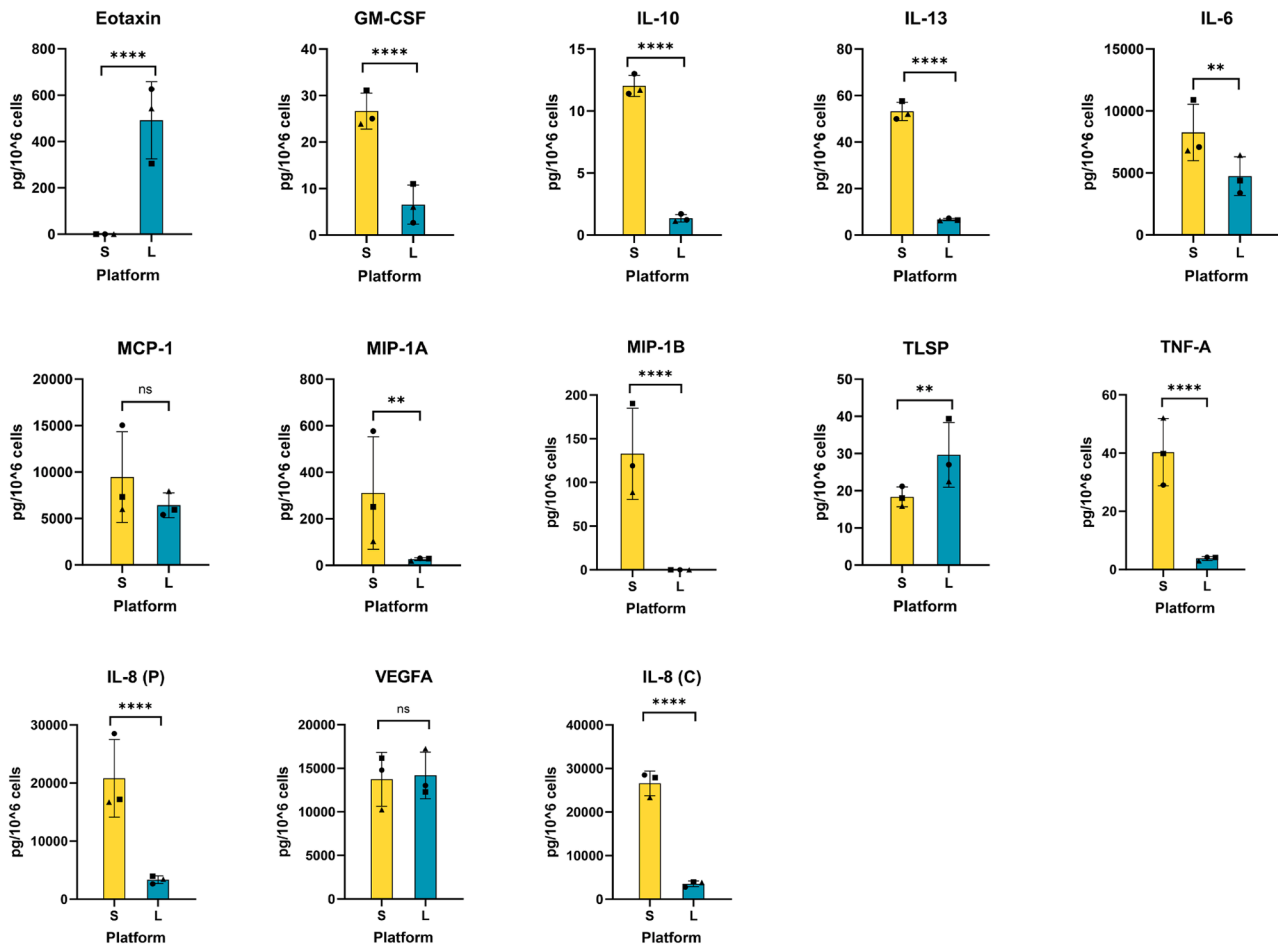 Eotaxin
****
800
600
400
200
0
pg/10^6 cells
S L
Platform
GM-CSF
****
40
30
20
10
0
pg/10^6 cells
S L
Platform
IL-10
****
15
10
5
0
pg/10^6 cells
S L
Platform
IL-13
****
80
60
40
20
0
pg/10^6 cells
S L
Platform
IL-6
**
15000
10000
5000
0
pg/10^6 cells
S L
Platform
MCP-1
ns
20000
15000
10000
5000
0
pg/10^6 cells
S L
Platform
MIP-1A
**
800
600
400
200
0
pg/10^6 cells
S L
Platform
MIP-1B
****
200
150
100
50
0
pg/10^6 cells
S L
Platform
TLSP
**
50
40
30
20
10
0
pg/10^6 cells
S L
Platform
TNF-A
****
60
40
20
0
pg/10^6 cells
S L
Platform
IL-8 (P)
****
30000
20000
10000
0
pg/10^6 cells
S L
Platform
VEGFA
ns
20000
15000
10000
5000
0
pg/10^6 cells
S L
Platform
IL-8 (C)
****
40000
30000
20000
10000
0
pg/10^6 cells
S L
Platform